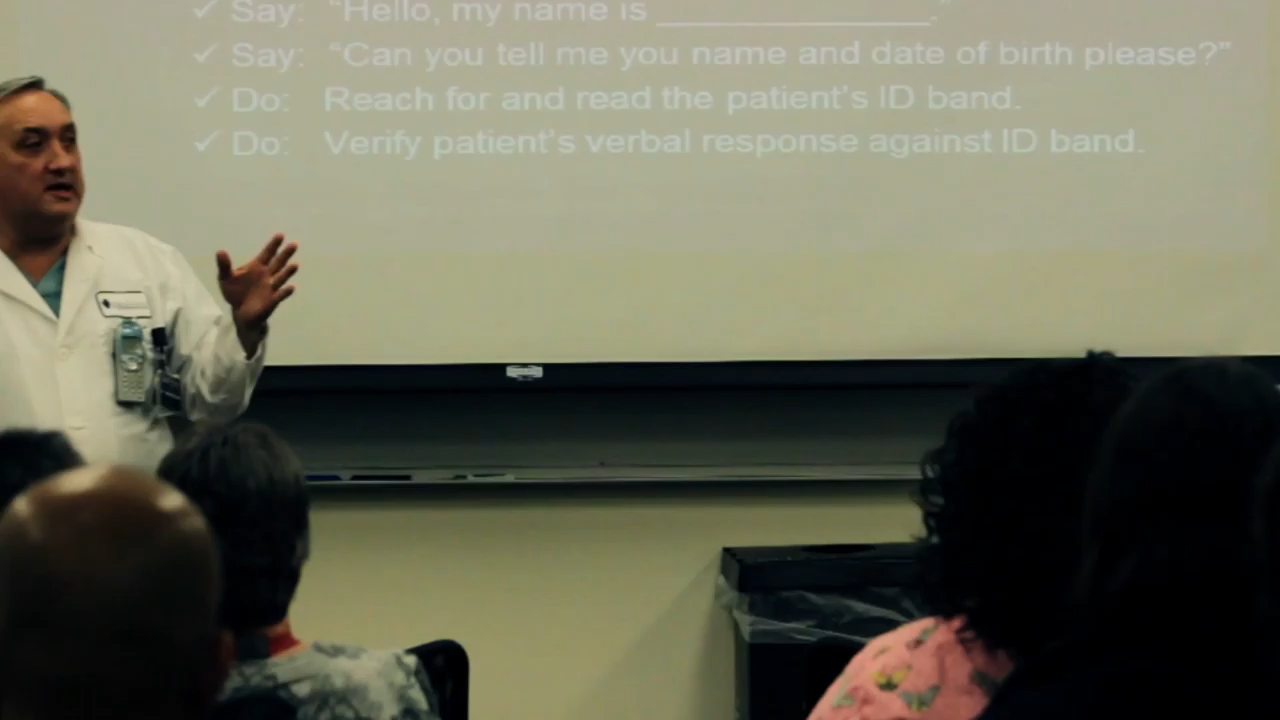 ✓ Say: “Hello, my name is _______________.”
✓ Say: “Can you tell me you name and date of birth please?”
✓ Do: Reach for and read the patient's ID band.
✓ Do: Verify patient's verbal response against ID band.